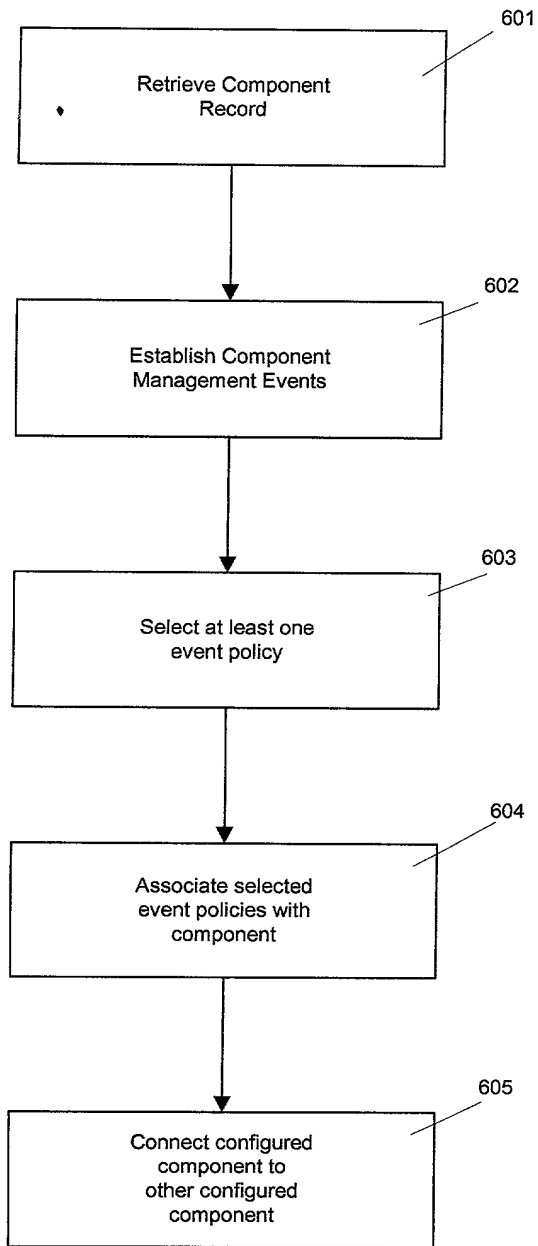 601
Retrieve Component
Record
602
Establish Component
Management Events
603
Select at least one
event policy
604
Associate selected
event policies with
component
605
Connect configured
component to
other configured
component